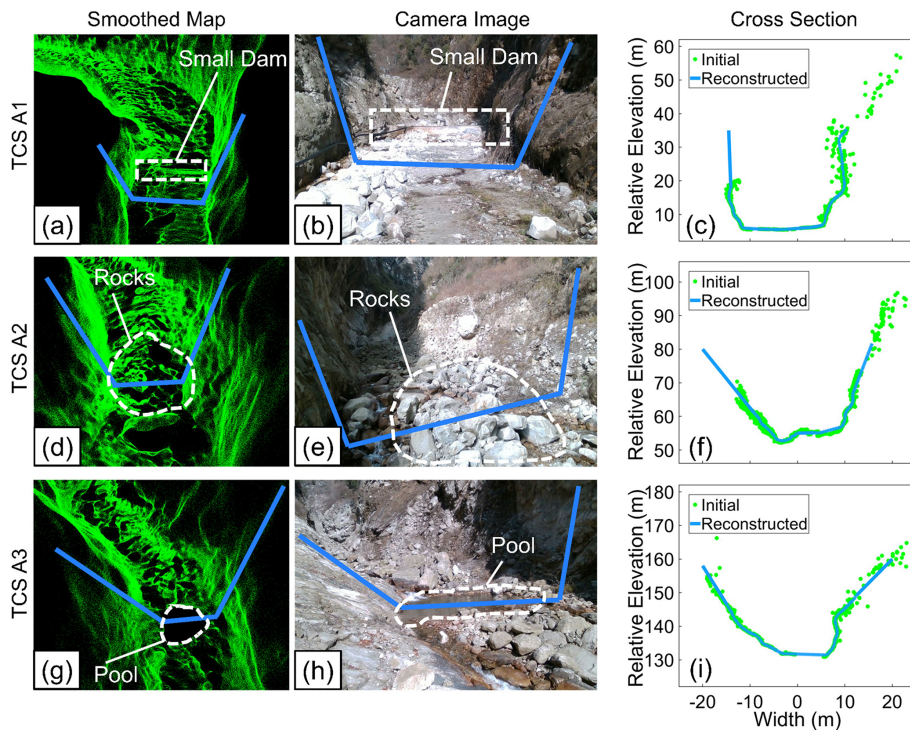 Smoothed Map Camera Image Cross Section
TCS A1
Small Dam
(a)
Small Dam
(b)
Relative Elevation (m)
60
50
40
30
20
10
Initial
Reconstructed
(c)
TCS A2
Rocks
(d)
Rocks
(e)
Relative Elevation (m)
100
90
80
70
60
50
Initial
Reconstructed
(f)
TCS A3
Pool
(g)
Pool
(h)
Relative Elevation (m)
180
170
160
150
140
130
Initial
Reconstructed
(i)
-20 -10 0 10 20
Width (m)